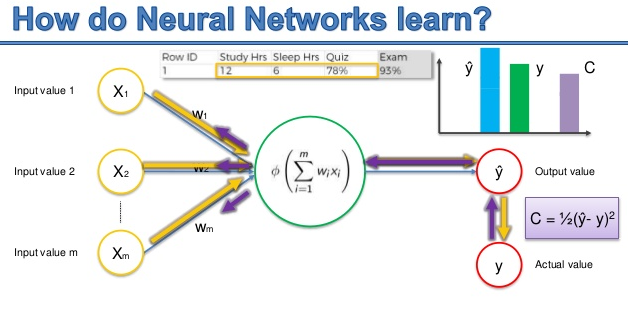 How do Neural Networks learn?
Row ID Study Hrs Sleep Hrs Quiz Exam
1 12 6 78% 93%
ŷ y C
Input value 1
X1
W1
Input value 2
X2
W2
ϕ(∑ᵐᵢ₌₁ wᵢxᵢ)
ŷ
Output value
C = ½(ŷ- y)²
Wm
Input value m
Xm
y
Actual value